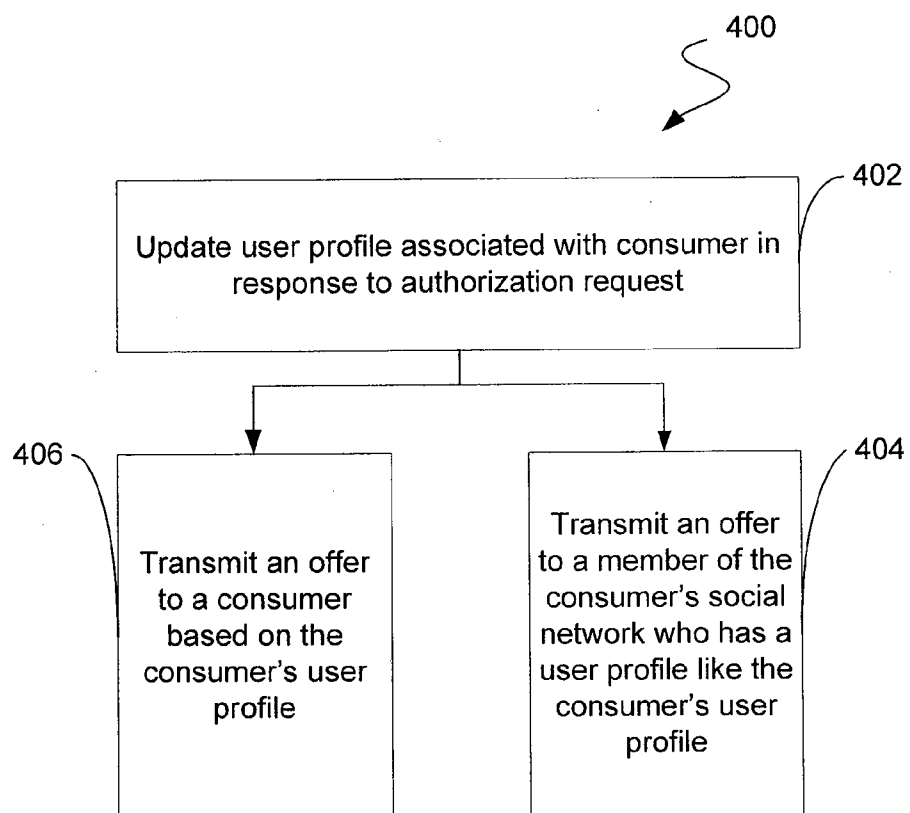 400
402
Update user profile associated with consumer in
response to authorization request
406
404
Transmit an offer
to a consumer
based on the
consumer's user
profile
Transmit an offer
to a member of the
consumer's social
network who has a
user profile like the
consumer's user
profile